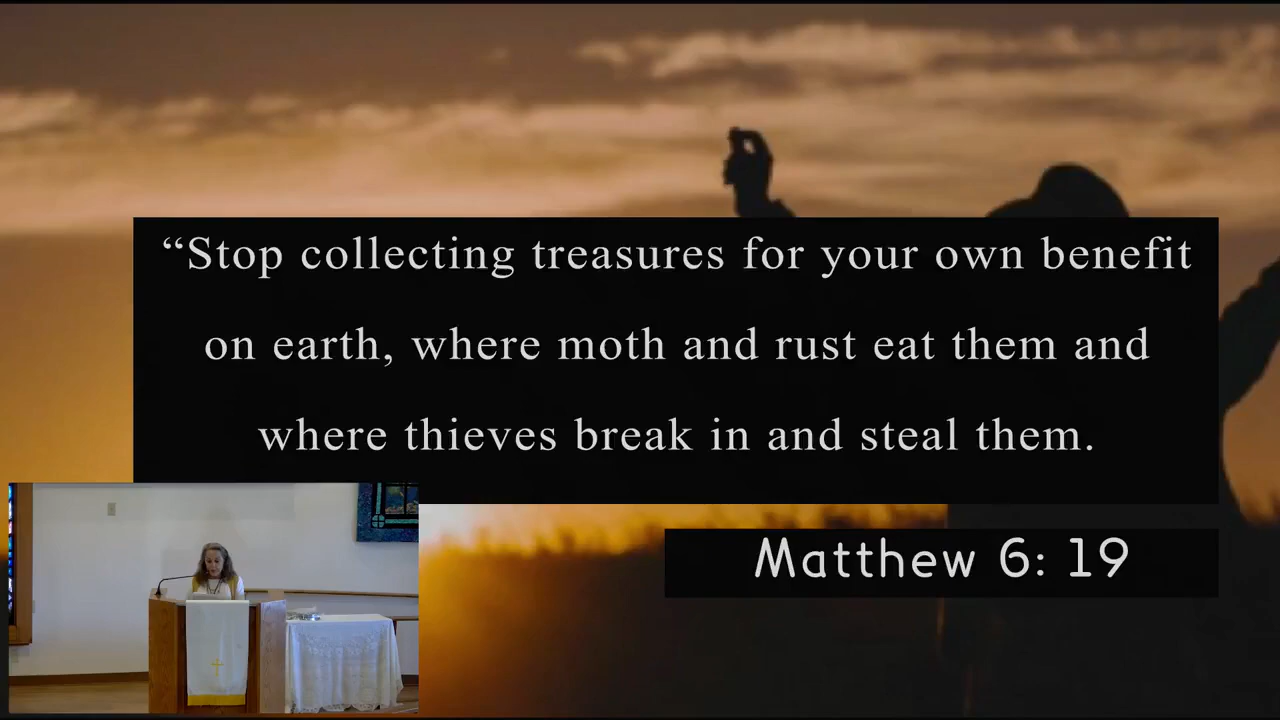 “Stop collecting treasures for your own benefit
on earth, where moth and rust eat them and
where thieves break in and steal them.
Matthew 6: 19